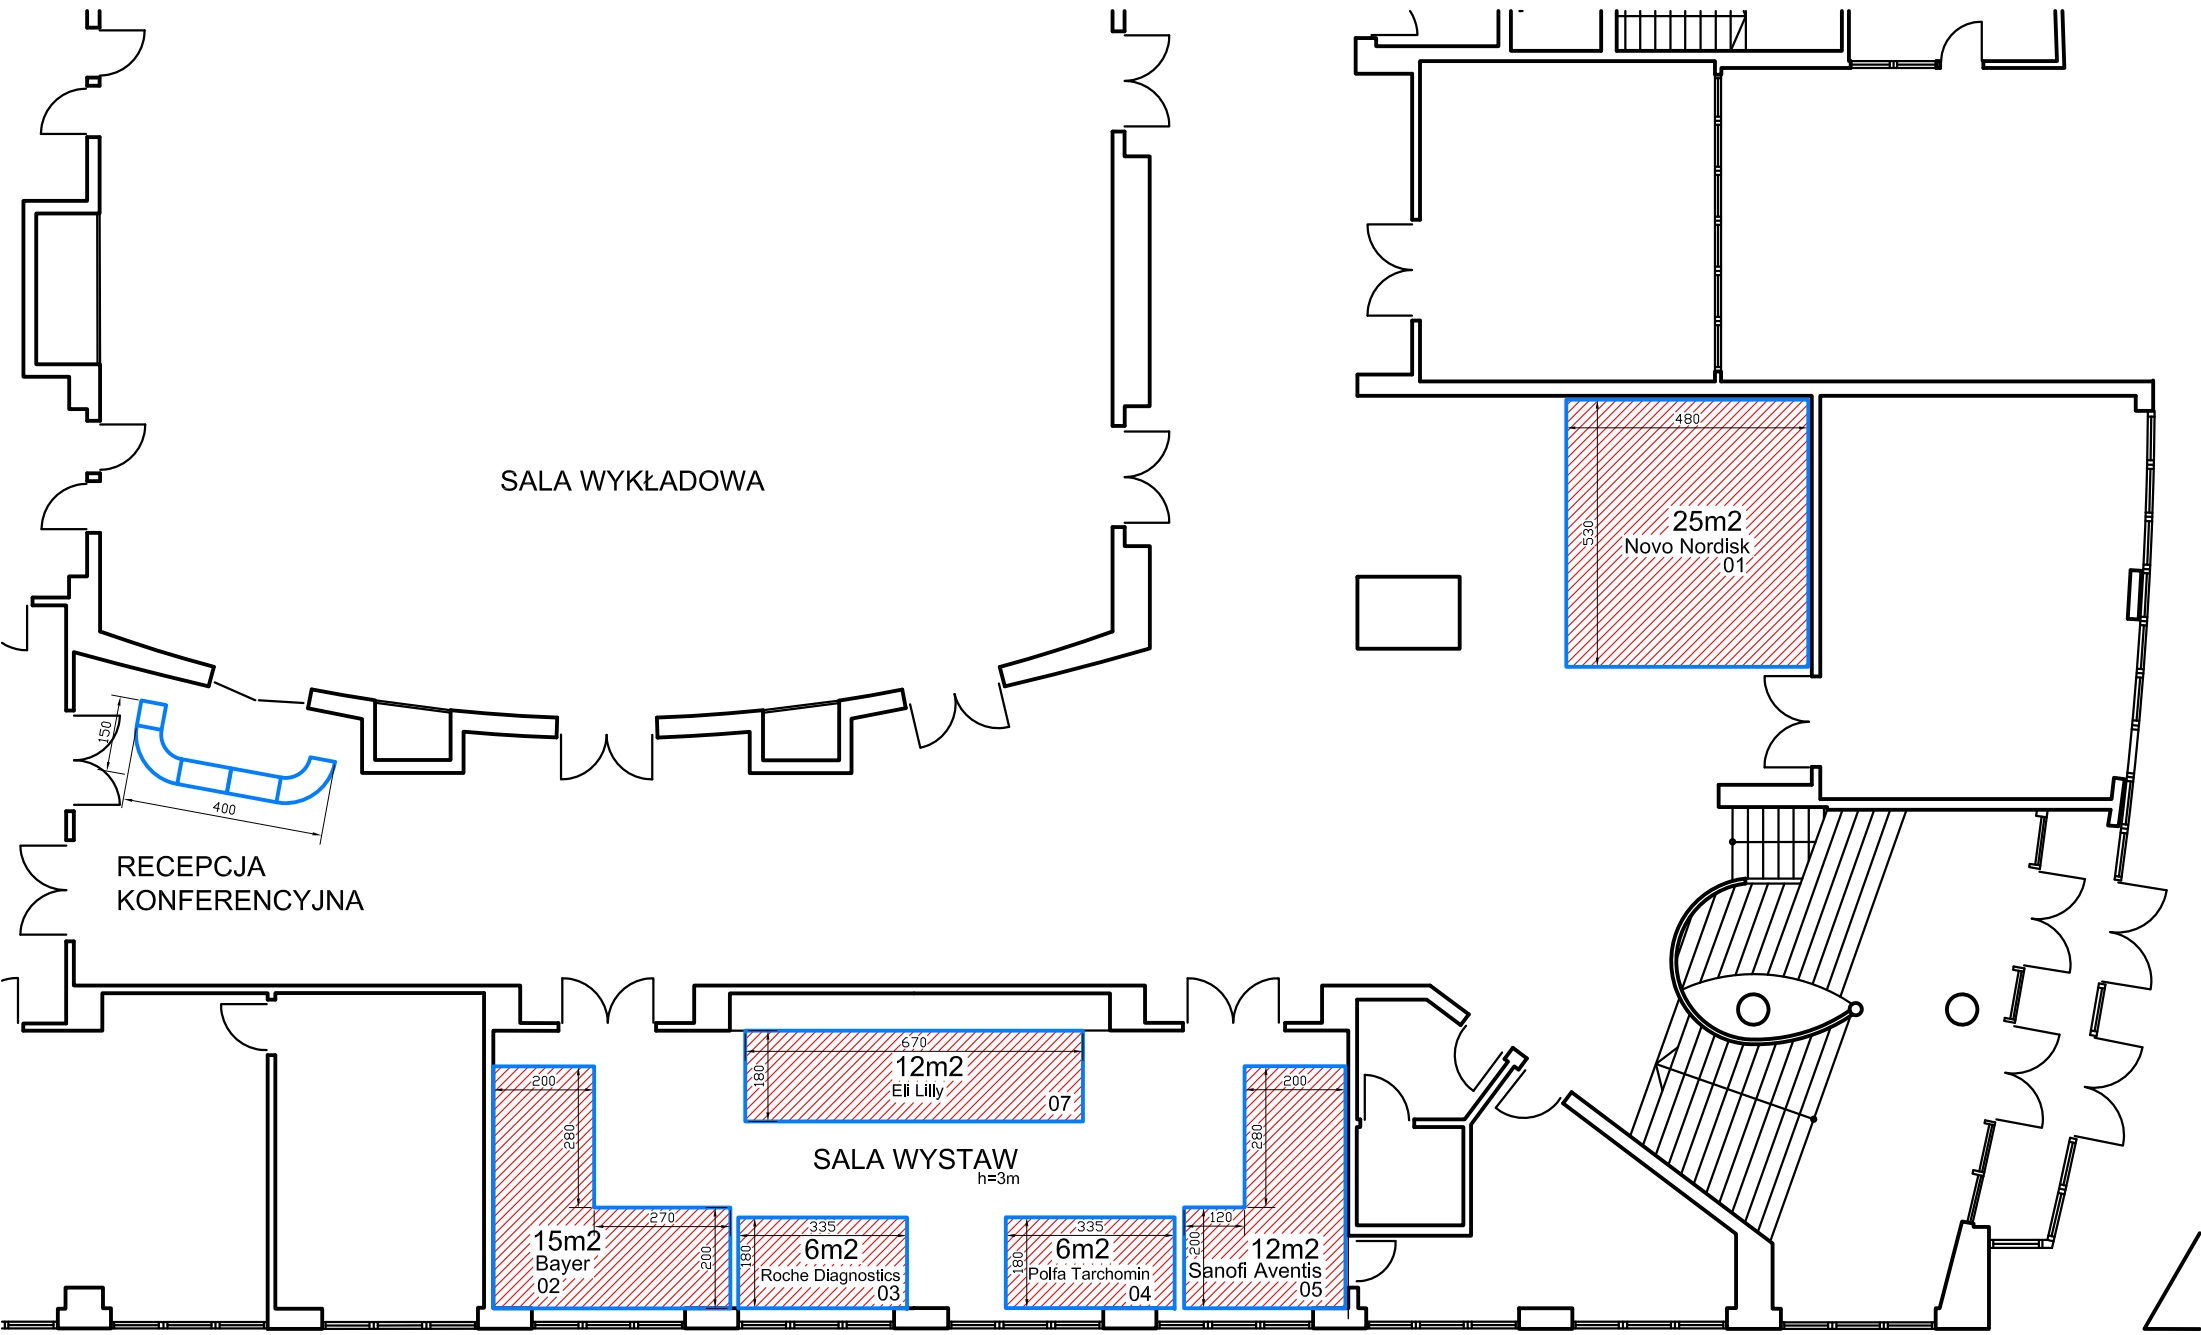 480
530
25m2
Novo Nordisk
01
SALA WYKŁADOWA
150
400
RECEPCJA
KONFERENCYJNA
670
180
12m2
Eli Lilly
07
200
280
270
200
15m2
Bayer
02
SALA WYSTAW
h=3m
335
180
6m2
Roche Diagnostics
03
335
180
6m2
Polfa Tarchomin
04
200
280
120
200
12m2
Sanofi Aventis
05